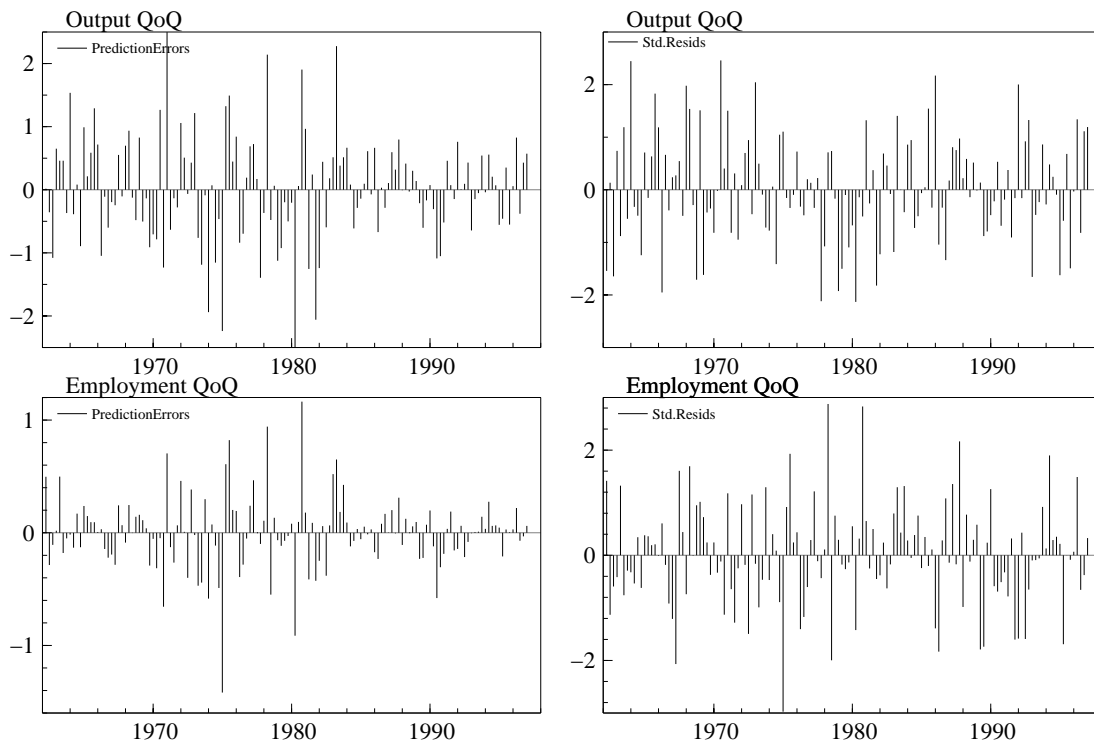 Output QoQ
PredictionErrors
2
1
0
−1
−2
1970 1980 1990
Output QoQ
Std.Resids
2
0
−2
1970 1980 1990
Employment QoQ
PredictionErrors
1
0
−1
1970 1980 1990
Employment QoQ
Std.Resids
2
0
−2
1970 1980 1990